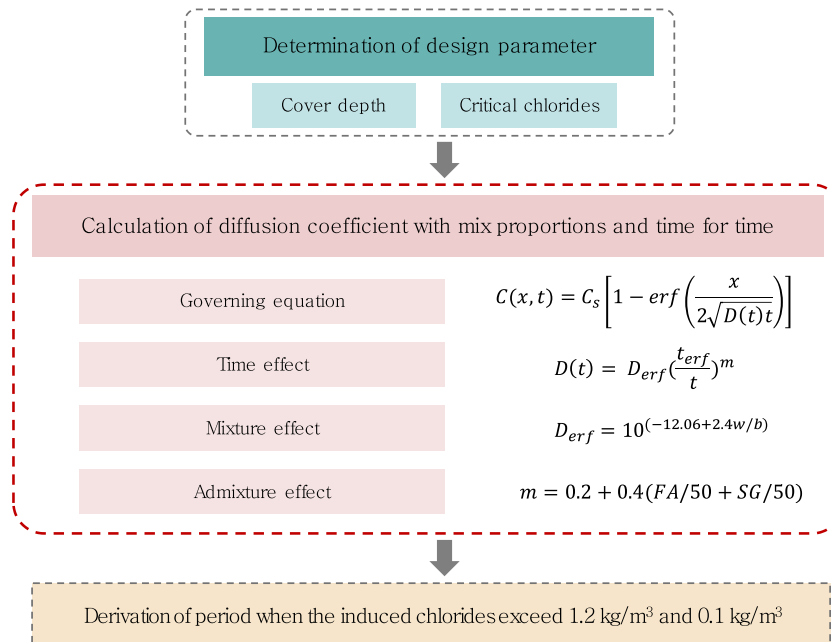 Determination of design parameter
Cover depth
Critical chlorides
Calculation of diffusion coefficient with mix proportions and time for time
Governing equation
C(x, t) = C_s [1 − erf (x / (2√(D(t)t)))]
Time effect
D(t) = D_erf(t_erf / t)^m
Mixture effect
D_erf = 10^(−12.06+2.4w/b)
Admixture effect
m = 0.2 + 0.4(FA/50 + SG/50)
Derivation of period when the induced chlorides exceed 1.2 kg/m³ and 0.1 kg/m³